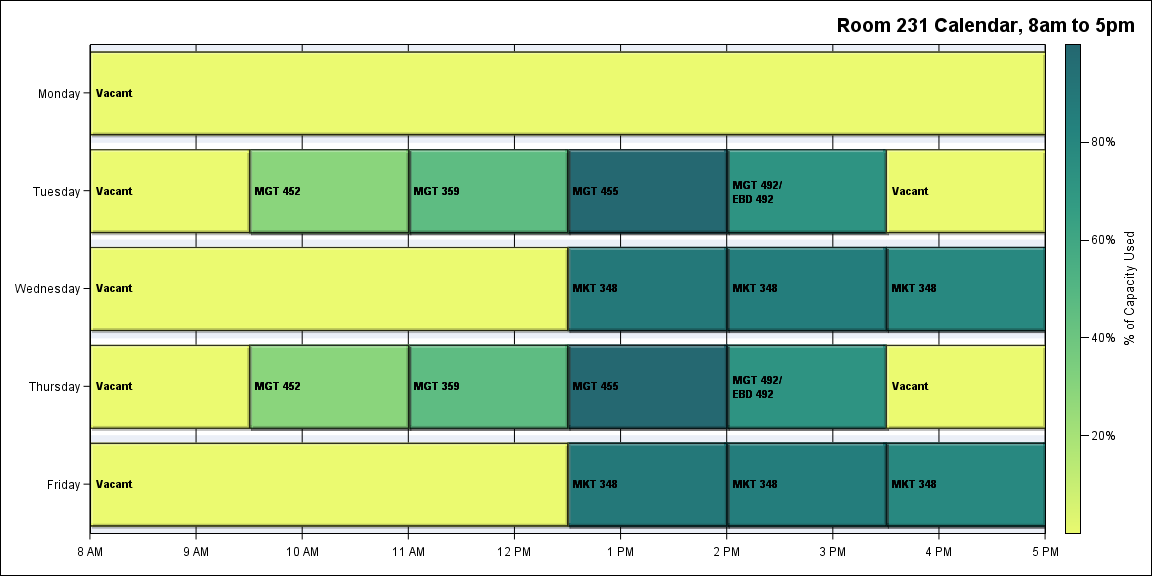 Room 231 Calendar, 8am to 5pm
Monday
Vacant
Tuesday
Vacant
MGT 452
MGT 359
MGT 455
MGT 492/
EBD 492
Vacant
Wednesday
Vacant
MKT 348
MKT 348
MKT 348
Thursday
Vacant
MGT 452
MGT 359
MGT 455
MGT 492/
EBD 492
Vacant
Friday
Vacant
MKT 348
MKT 348
MKT 348
8 AM
9 AM
10 AM
11 AM
12 PM
1 PM
2 PM
3 PM
4 PM
5 PM
80%
60%
40%
20%
% of Capacity Used